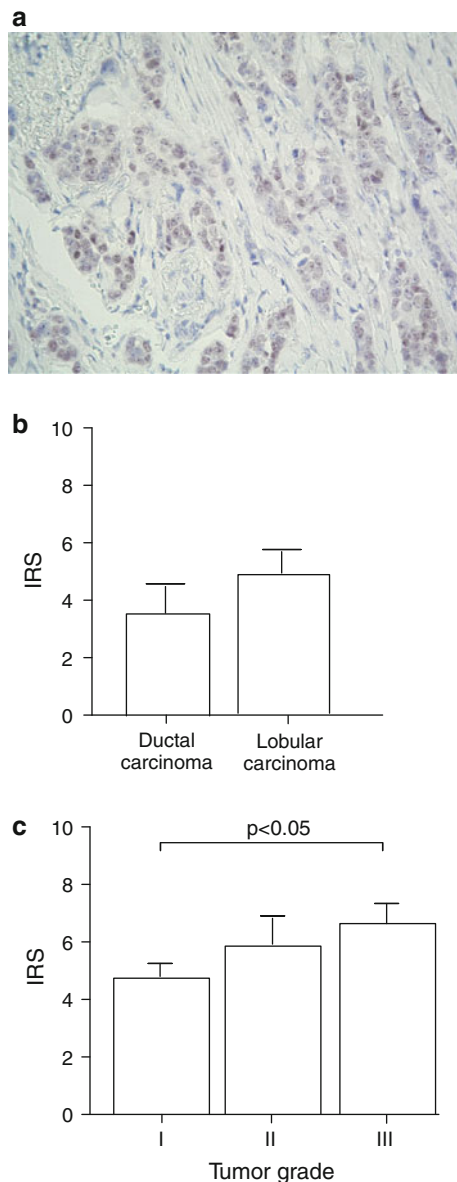 a
b
10
8
6
4
2
0
IRS
Ductal carcinoma
Lobular carcinoma
c
p<0.05
10
8
6
4
2
0
IRS
I II III
Tumor grade